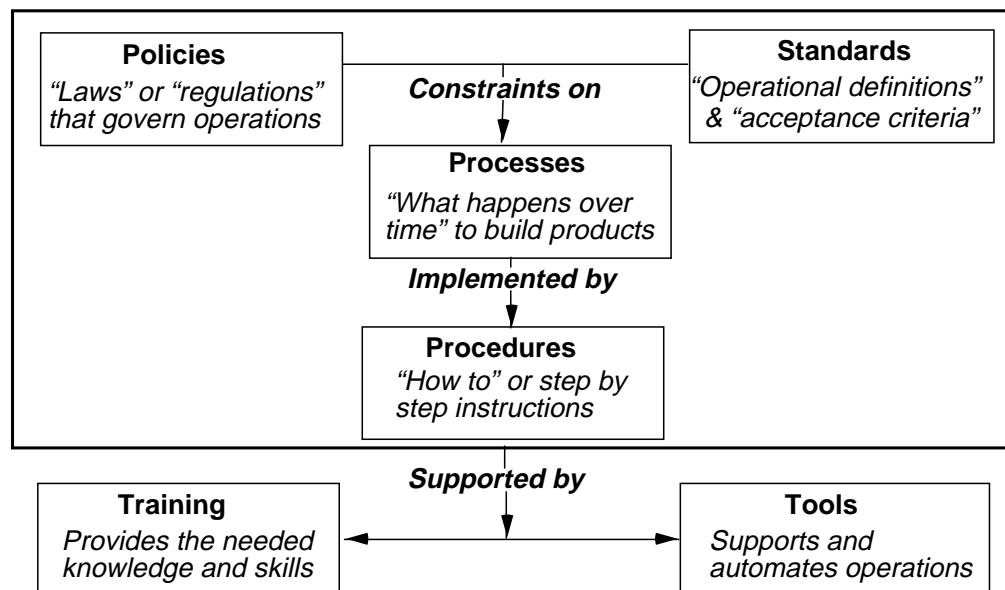 Policies
“Laws” or “regulations”
that govern operations
Standards
“Operational definitions”
& “acceptance criteria”
Constraints on
Processes
“What happens over
time” to build products
Implemented by
Procedures
“How to” or step by
step instructions
Supported by
Training
Provides the needed
knowledge and skills
Tools
Supports and
automates operations